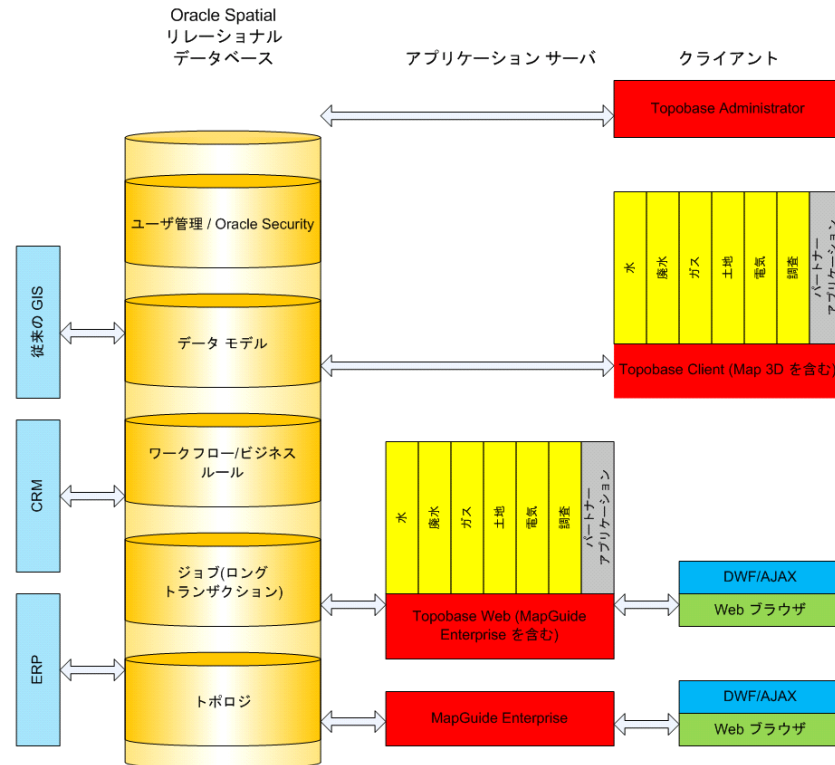 Oracle Spatial
リレーショナル
データベース
アプリケーション サーバ
クライアント
Topobase Administrator
ユーザ管理 / Oracle Security
水
廃水
ガス
土地
電気
調査
パートナー
アプリケーション
従来の GIS
データ モデル
Topobase Client (Map 3D を含む)
ワークフロー/ビジネス
ルール
CRM
水
廃水
ガス
土地
電気
調査
パートナー
アプリケーション
ジョブ(ロング
トランザクション)
Topobase Web (MapGuide
Enterprise を含む)
DWF/AJAX
Web ブラウザ
ERP
トポロジ
MapGuide Enterprise
DWF/AJAX
Web ブラウザ